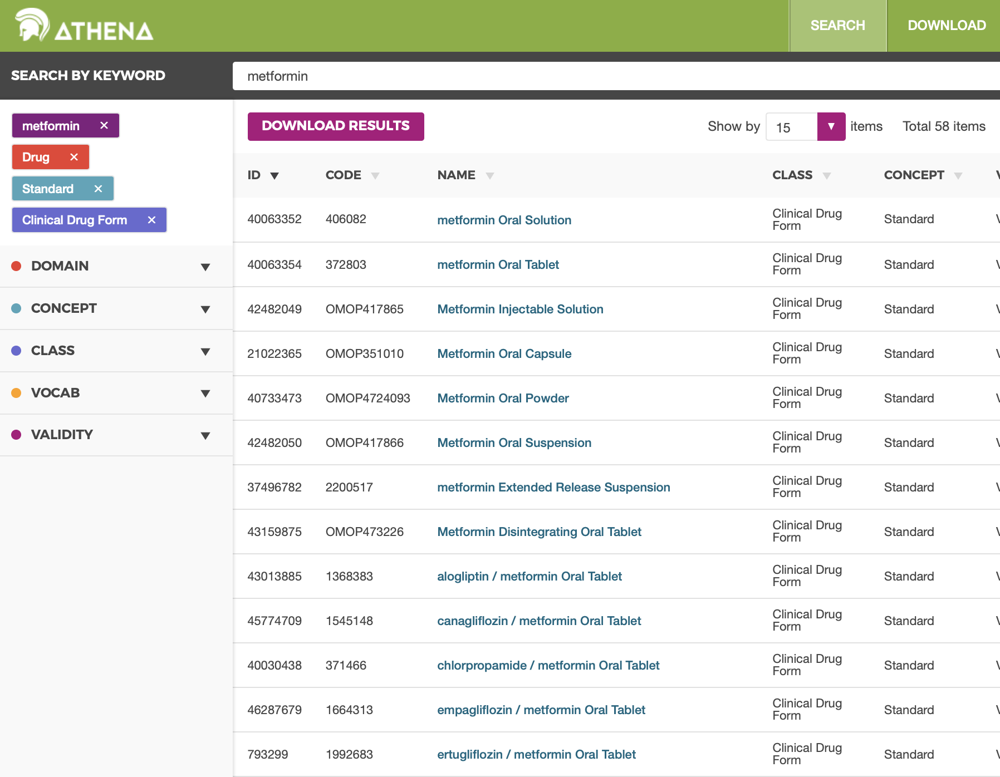 ATHENA
SEARCH DOWNLOAD
SEARCH BY KEYWORD metformin
metformin ✕
Drug ✕
Standard ✕
Clinical Drug Form ✕
DOMAIN
CONCEPT
CLASS
VOCAB
VALIDITY
DOWNLOAD RESULTS Show by 15 items Total 58 items
ID CODE NAME CLASS CONCEPT
40063352 406082 metformin Oral Solution Clinical Drug Form Standard
40063354 372803 metformin Oral Tablet Clinical Drug Form Standard
42482049 OMOP417865 Metformin Injectable Solution Clinical Drug Form Standard
21022365 OMOP351010 Metformin Oral Capsule Clinical Drug Form Standard
40733473 OMOP4724093 Metformin Oral Powder Clinical Drug Form Standard
42482050 OMOP417866 Metformin Oral Suspension Clinical Drug Form Standard
37496782 2200517 metformin Extended Release Suspension Clinical Drug Form Standard
43159875 OMOP473226 Metformin Disintegrating Oral Tablet Clinical Drug Form Standard
43013885 1368383 alogliptin / metformin Oral Tablet Clinical Drug Form Standard
45774709 1545148 canagliflozin / metformin Oral Tablet Clinical Drug Form Standard
40030438 371466 chlorpropamide / metformin Oral Tablet Clinical Drug Form Standard
46287679 1664313 empagliflozin / metformin Oral Tablet Clinical Drug Form Standard
793299 1992683 ertugliflozin / metformin Oral Tablet Clinical Drug Form Standard